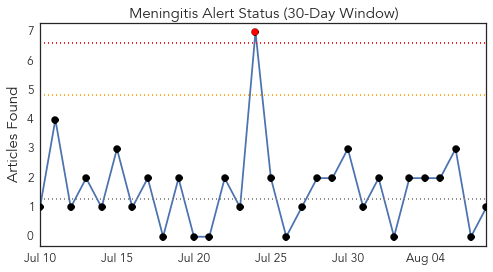 Meningitis Alert Status (30-Day Window)
Articles Found
7
6
5
4
3
2
1
0
Jul 10
Jul 15
Jul 20
Jul 25
Jul 30
Aug 04